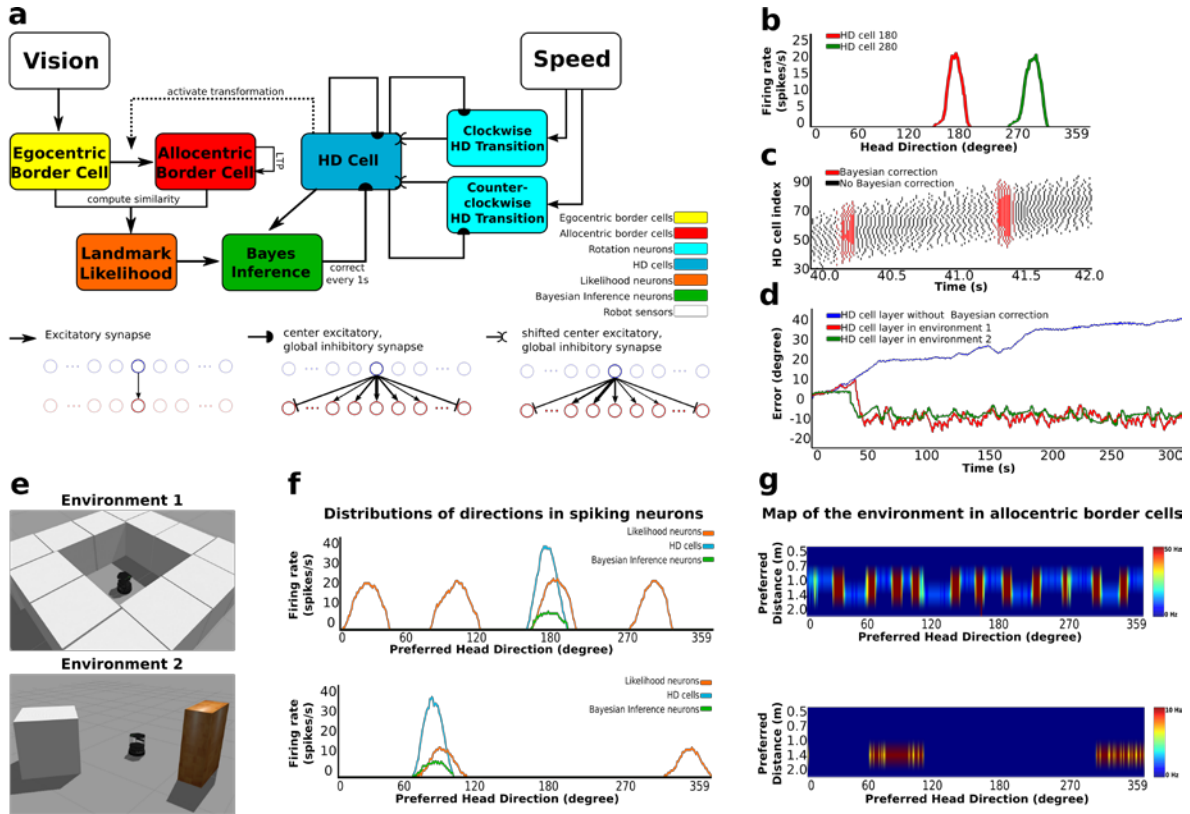 a
Vision
Speed
activate transformation
Egocentric
Border Cell
Allocentric
Border Cell
LTP
HD Cell
Clockwise
HD Transition
Counter-
clockwise
HD Transition
compute similarity
Landmark
Likelihood
Bayes
Inference
correct
every 1s
Egocentric border cells
Allocentric border cells
Rotation neurons
HD cells
Likelihood neurons
Bayesian Inference neurons
Robot sensors
Excitatory synapse
center excitatory,
global inhibitory synapse
shifted center excitatory,
global inhibitory synapse
b
HD cell 180
HD cell 280
Firing rate
(spikes/s)
25
20
15
10
5
0
0 60 120 180 260 300 359
Head Direction (degree)
c
Bayesian correction
No Bayesian correction
HD cell index
90
70
50
30
40.0 40.5 41.0 41.5 42.0
Time (s)
d
HD cell layer without Bayesian correction
HD cell layer in environment 1
HD cell layer in environment 2
Error (degree)
40
30
20
10
0
-10
-20
0 50 100 150 200 250 300
Time (s)
e
Environment 1
Environment 2
f
Distributions of directions in spiking neurons
Likelihood neurons
HD cells
Bayesian Inference neurons
Firing rate
(spikes/s)
40
30
20
10
0
0 60 120 180 270 359
Preferred Head Direction (degree)
Likelihood neurons
HD cells
Bayesian Inference neurons
Firing rate
(spikes/s)
40
30
20
10
0
0 60 120 180 270 359
Preferred Head Direction (degree)
g
Map of the environment in allocentric border cells
Preferred
Distance (m)
0.5
0.7
1.0
1.4
2.0
0 60 120 180 270 359
Preferred Head Direction (degree)
50 Hz
0 Hz
Preferred
Distance (m)
0.5
0.7
1.0
1.4
2.0
0 60 120 180 270 359
Preferred Head Direction (degree)
10 Hz
0 Hz